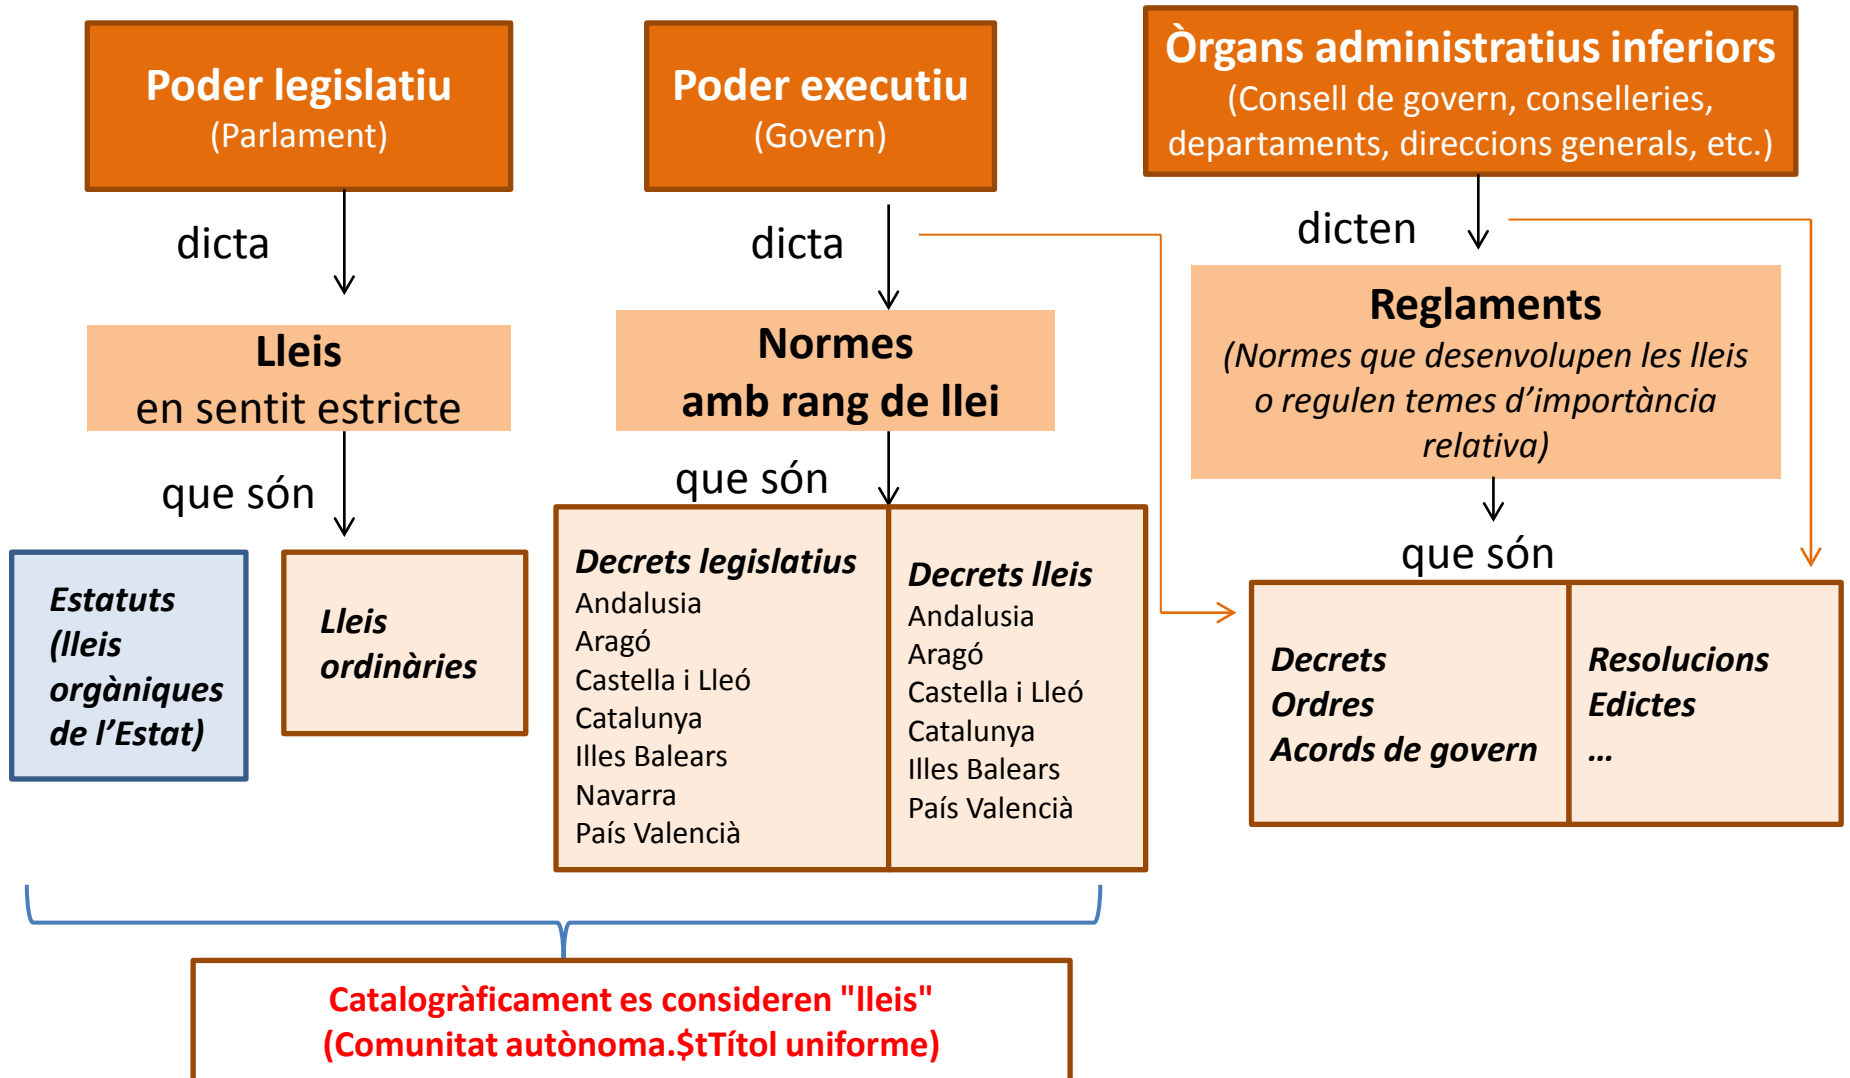 Poder legislatiu
(Parlament)
dicta
Lleis
en sentit estricte
que són
Estatuts
(lleis
orgàniques
de l’Estat)
Lleis
ordinàries
Poder executiu
(Govern)
dicta
Normes
amb rang de llei
que són
Decrets legislatius
Andalusia
Aragó
Castella i Lleó
Catalunya
Illes Balears
Navarra
País Valencià
Decrets lleis
Andalusia
Aragó
Castella i Lleó
Catalunya
Illes Balears
País Valencià
Òrgans administratius inferiors
(Consell de govern, conselleries,
departaments, direccions generals, etc.)
dicten
Reglaments
(Normes que desenvolupen les lleis
o regulen temes d’importància
relativa)
que són
Decrets
Ordres
Acords de govern
Resolucions
Edictes
…
Catalogràficament es consideren "lleis"
(Comunitat autònoma.$tTítol uniforme)